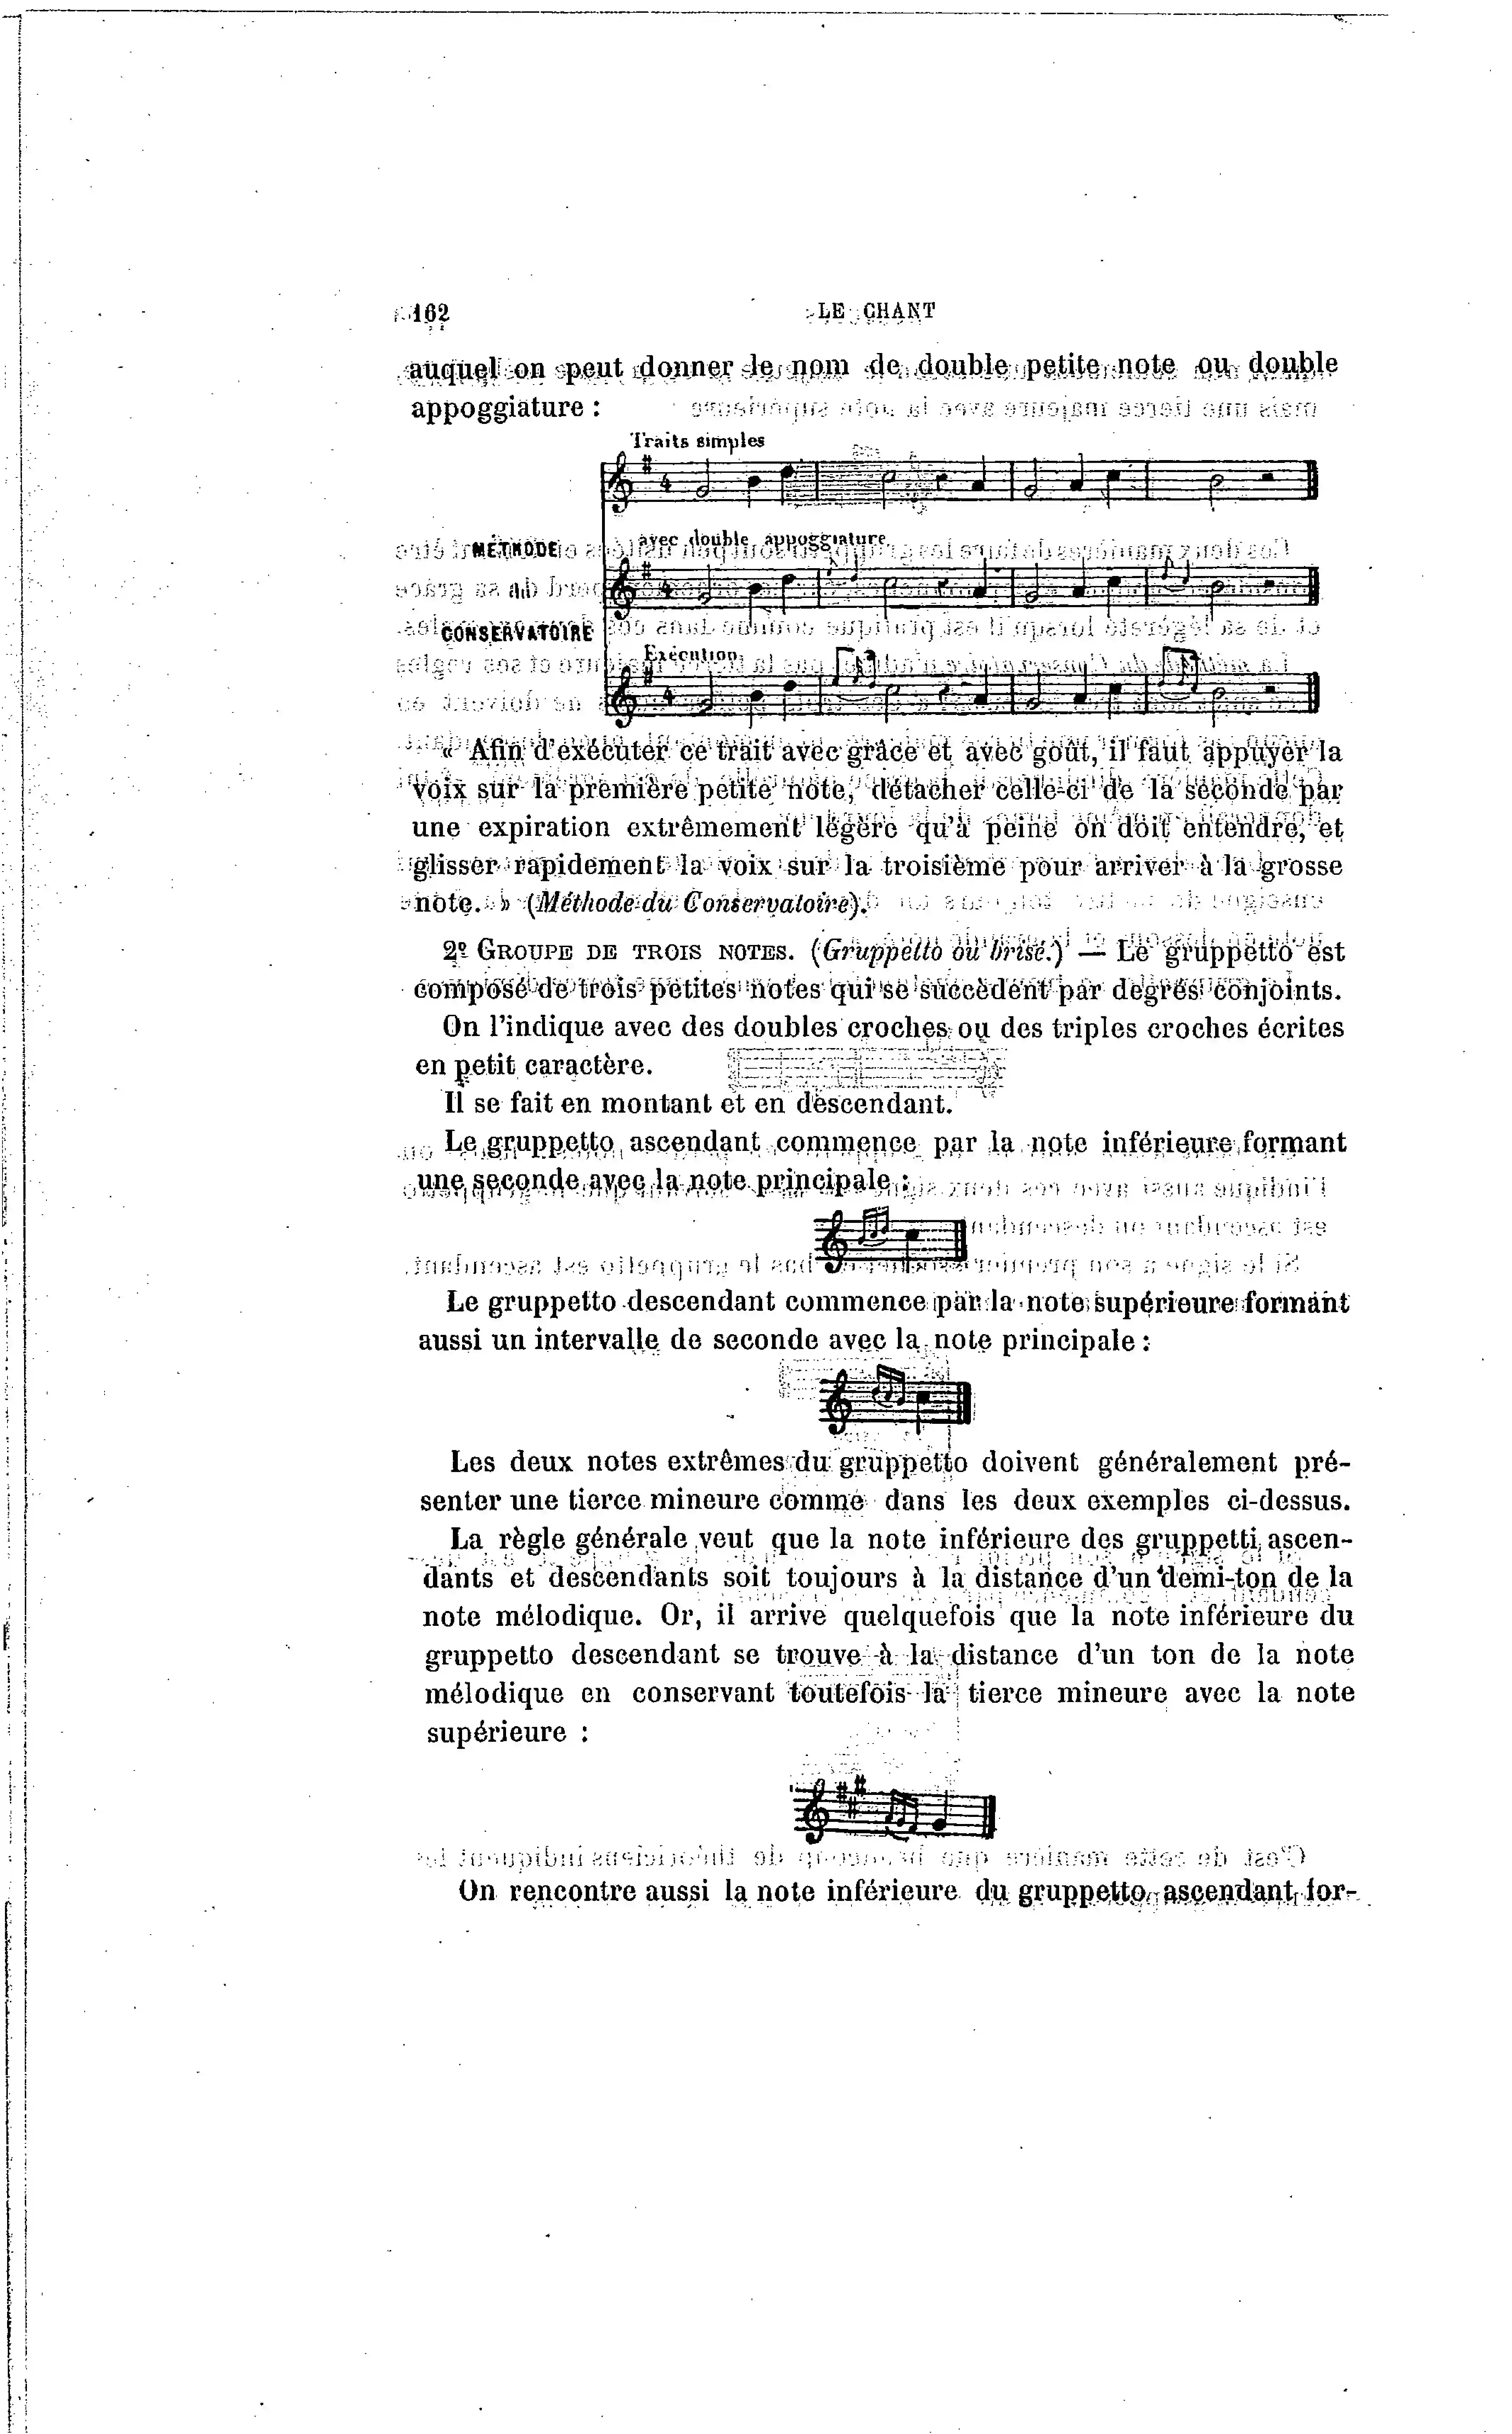 162
LE CHANT
auquel on peut donner le nom de double petite note ou double
appoggiature :
Traits simples
avec double appoggiature
MÉTHODE
du
CONSERVATOIRE
Exécution
« Afin d'exécuter ce trait avec grâce et avec goût, il faut appuyer la
voix sur la première petite note, détacher celle-ci de la seconde par
une expiration extrêmement légère qu'à peine on doit entendre, et
glisser rapidement la voix sur la troisième pour arriver à la grosse
note. » (Méthode du Conservatoire).
2º GROUPE DE TROIS NOTES. (Gruppetto ou brisé.) — Le gruppetto est
composé de trois petites notes qui se succèdent par degrés conjoints.
On l'indique avec des doubles croches ou des triples croches écrites
en petit caractère.
Il se fait en montant et en descendant.
Le gruppetto ascendant commence par la note inférieure formant
une seconde avec la note principale :
Le gruppetto descendant commence par la note supérieure formant
aussi un intervalle de seconde avec la note principale :
Les deux notes extrêmes du gruppetto doivent généralement pré-
senter une tierce mineure comme dans les deux exemples ci-dessus.
La règle générale veut que la note inférieure des gruppetti ascen-
dants et descendants soit toujours à la distance d'un demi-ton de la
note mélodique. Or, il arrive quelquefois que la note inférieure du
gruppetto descendant se trouve à la distance d'un ton de la note
mélodique en conservant toutefois la tierce mineure avec la note
supérieure :
On rencontre aussi la note inférieure du gruppetto ascendant for-